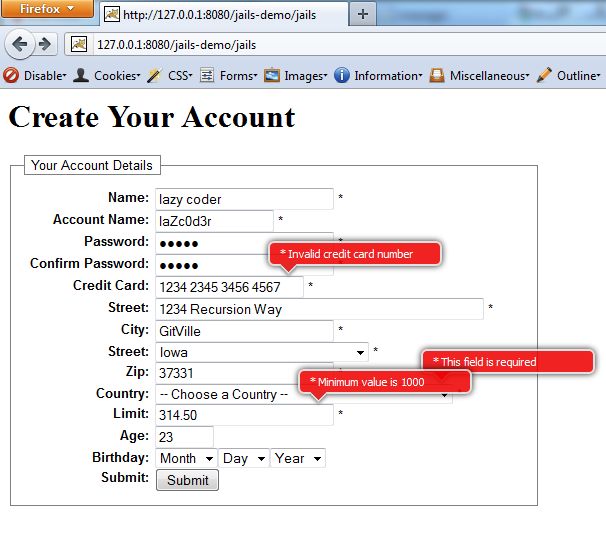 Firefox
http://127.0.0.1:8080/jails-demo/jails
127.0.0.1:8080/jails-demo/jails
Disable Cookies CSS Forms Images Information Miscellaneous Outline
Create Your Account
Your Account Details
Name: lazy coder *
Account Name: laZc0d3r *
Password: ●●●●● *
* Invalid credit card number
Confirm Password: ●●●●●
Credit Card: 1234 2345 3456 4567 *
Street: 1234 Recursion Way *
City: GitVille *
Street: Iowa *
* This field is required
Zip: 37331
* Minimum value is 1000
Country: -- Choose a Country -- *
Limit: 314.50 *
Age: 23
Birthday: Month Day Year
Submit: Submit